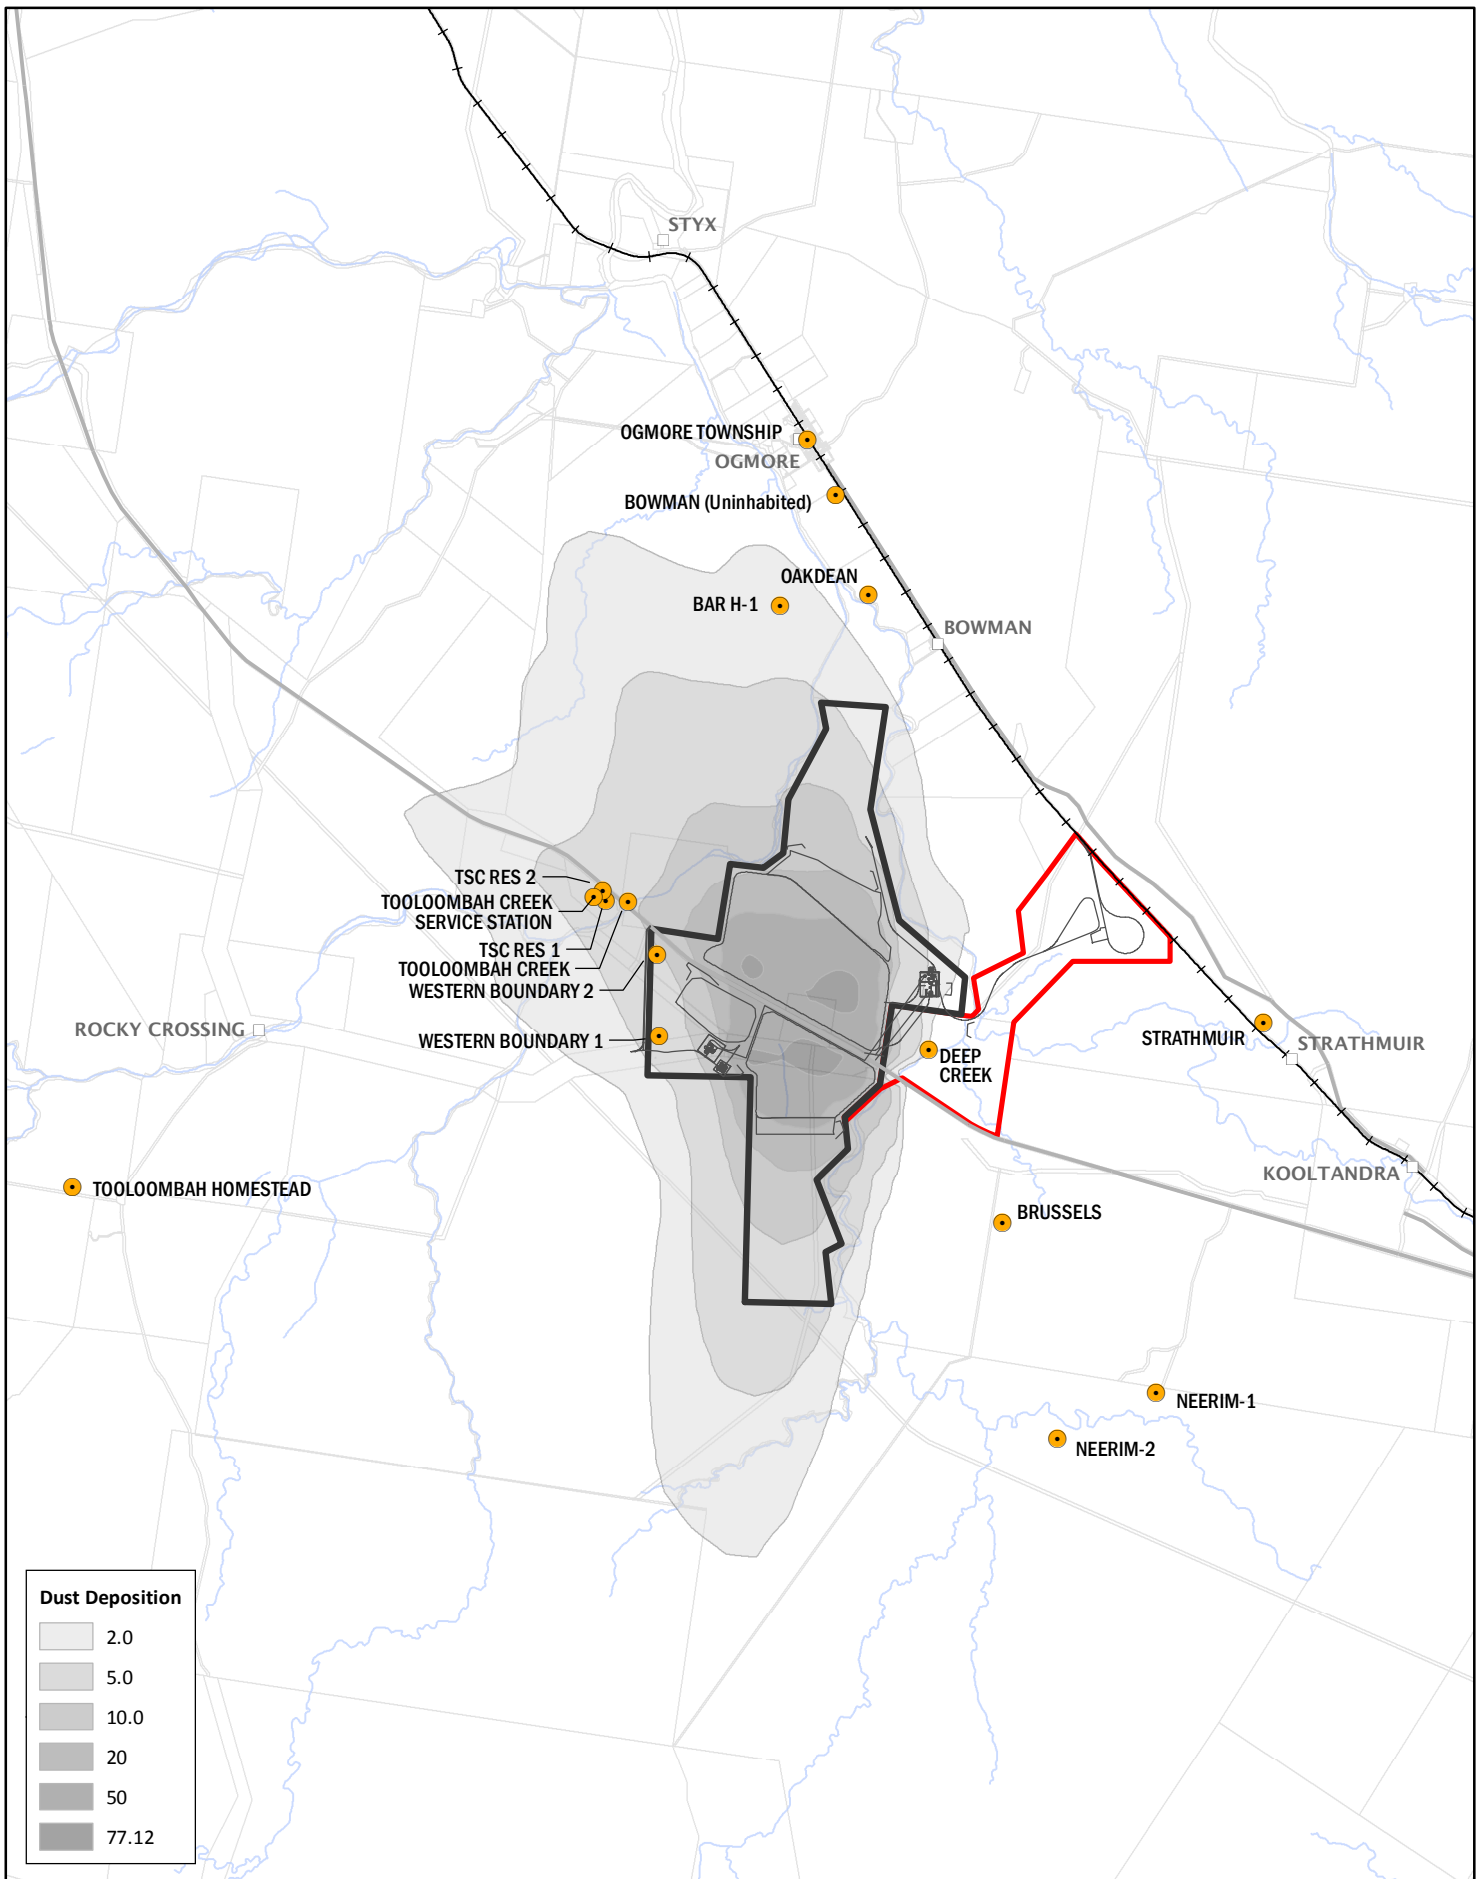 STYX
OGMORE TOWNSHIP
OGMORE
BOWMAN (Uninhabited)
OAKDEAN
BAR H-1
BOWMAN
TSC RES 2
TOOLOOMBAH CREEK
SERVICE STATION
TSC RES 1
TOOLOOMBAH CREEK
WESTERN BOUNDARY 2
ROCKY CROSSING
WESTERN BOUNDARY 1
STRATHMUIR
STRATHMUIR
DEEP
CREEK
KOOLTANDRA
TOOLOOMBAH HOMESTEAD
BRUSSELS
NEERIM-1
NEERIM-2
Dust Deposition
2.0
5.0
10.0
20
50
77.12